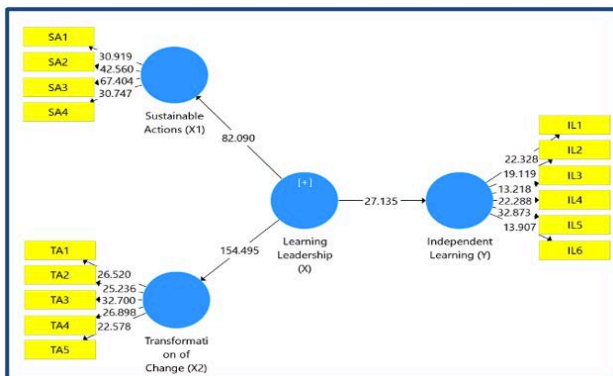 SA1
SA2
SA3
SA4
30.919
42.560
67.404
30.747
Sustainable
Actions (X1)
82.090
[+]
Learning
Leadership
(X)
27.135
154.495
IL1
IL2
IL3
IL4
IL5
IL6
22.328
19.119
13.218
22.288
32.873
13.907
Independent
Learning (Y)
TA1
TA2
TA3
TA4
TA5
26.520
25.236
32.700
26.898
22.578
Transformati
on of
Change (X2)